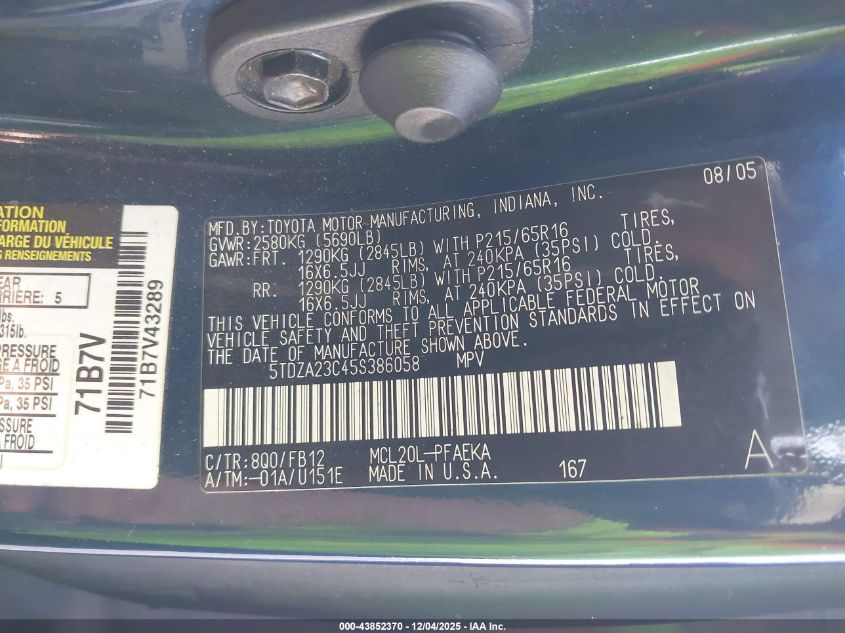 ATION
FORMATION
ARGE DU VÉHICULE
S RENSEIGNEMENTS
EAR
RRIÈRE: 5
lbs.
315lb.
PRESSURE
E A FROID
Pa, 35 PSI
Pa, 35 PSI
SSURE
A FROID
71B7V
71B7V43289
08/05
MFD.BY:TOYOTA MOTOR MANUFACTURING, INDIANA, INC.
GVWR:2580KG (5690LB)
GAWR:FRT. 1290KG (2845LB) WITH P215/65R16 TIRES,
16X6.5JJ RIMS, AT 240KPA (35PSI) COLD.
RR. 1290KG (2845LB) WITH P215/65R16 TIRES,
16X6.5JJ RIMS, AT 240KPA (35PSI) COLD.
THIS VEHICLE CONFORMS TO ALL APPLICABLE FEDERAL MOTOR
VEHICLE SAFETY AND THEFT PREVENTION STANDARDS IN EFFECT ON
THE DATE OF MANUFACTURE SHOWN ABOVE.
5TDZA23C45S386058 MPV
C/TR:8Q0/FB12 MCL20L-PFAEKA
A/TM:-01A/U151E MADE IN U.S.A. 167
A
000-43852370 - 12/04/2025 - IAA Inc.